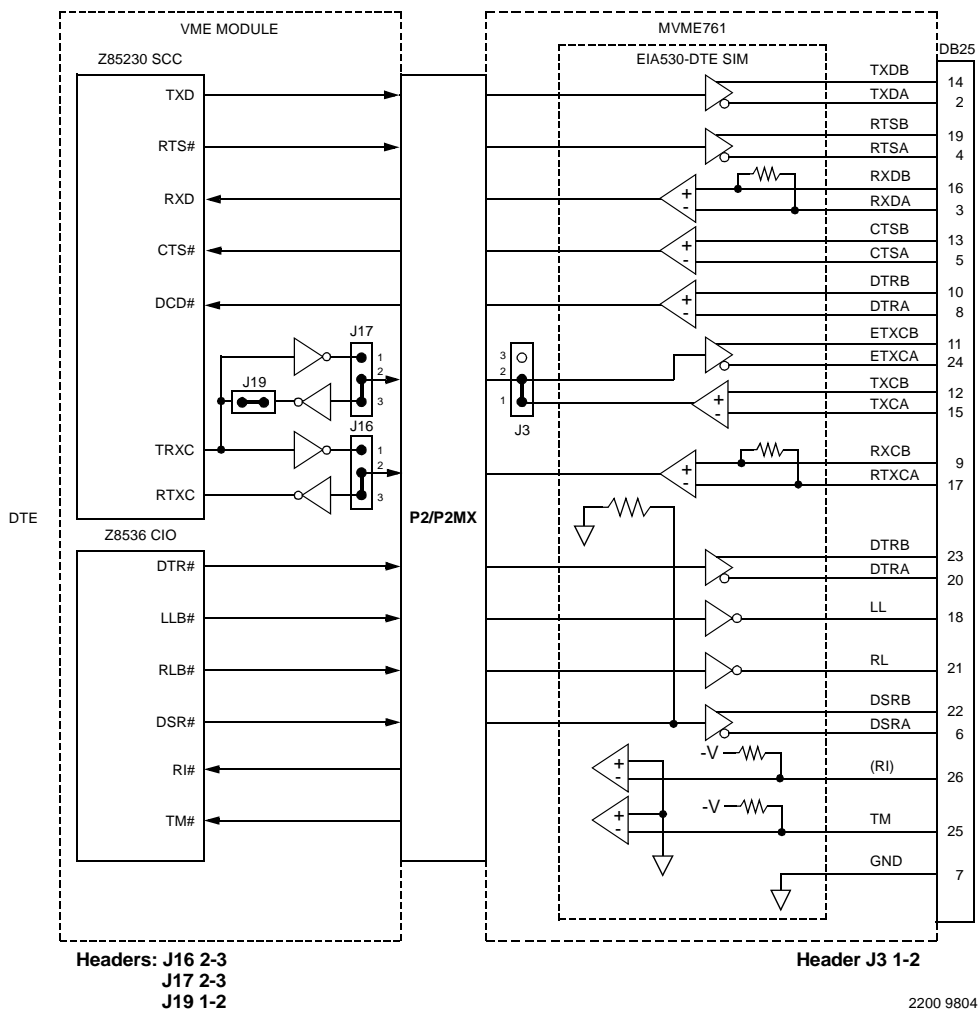 VME MODULE
MVME761
Z85230 SCC
EIA530-DTE SIM
DB25
TXD
TXDB
14
TXDA
2
RTS#
RTSB
19
RTSA
4
RXD
RXDB
16
+
-
RXDA
3
CTS#
CTSB
13
+
-
CTSA
5
DCD#
DTRB
10
+
-
DTRA
8
J17
1
2
3
J19
3
2
1
J3
ETXCB
11
ETXCA
24
TXCB
12
+
-
TXCA
15
J16
TRXC
1
2
RTXC
3
RXCB
9
+
-
RTXCA
17
DTE
P2/P2MX
Z8536 CIO
DTR#
DTRB
23
DTRA
20
LLB#
LL
18
RLB#
RL
21
DSR#
DSRB
22
DSRA
6
RI#
+
-
-V
(RI)
26
TM#
+
-
-V
TM
25
GND
7
Headers: J16 2-3
J17 2-3
J19 1-2
Header J3 1-2
2200 9804